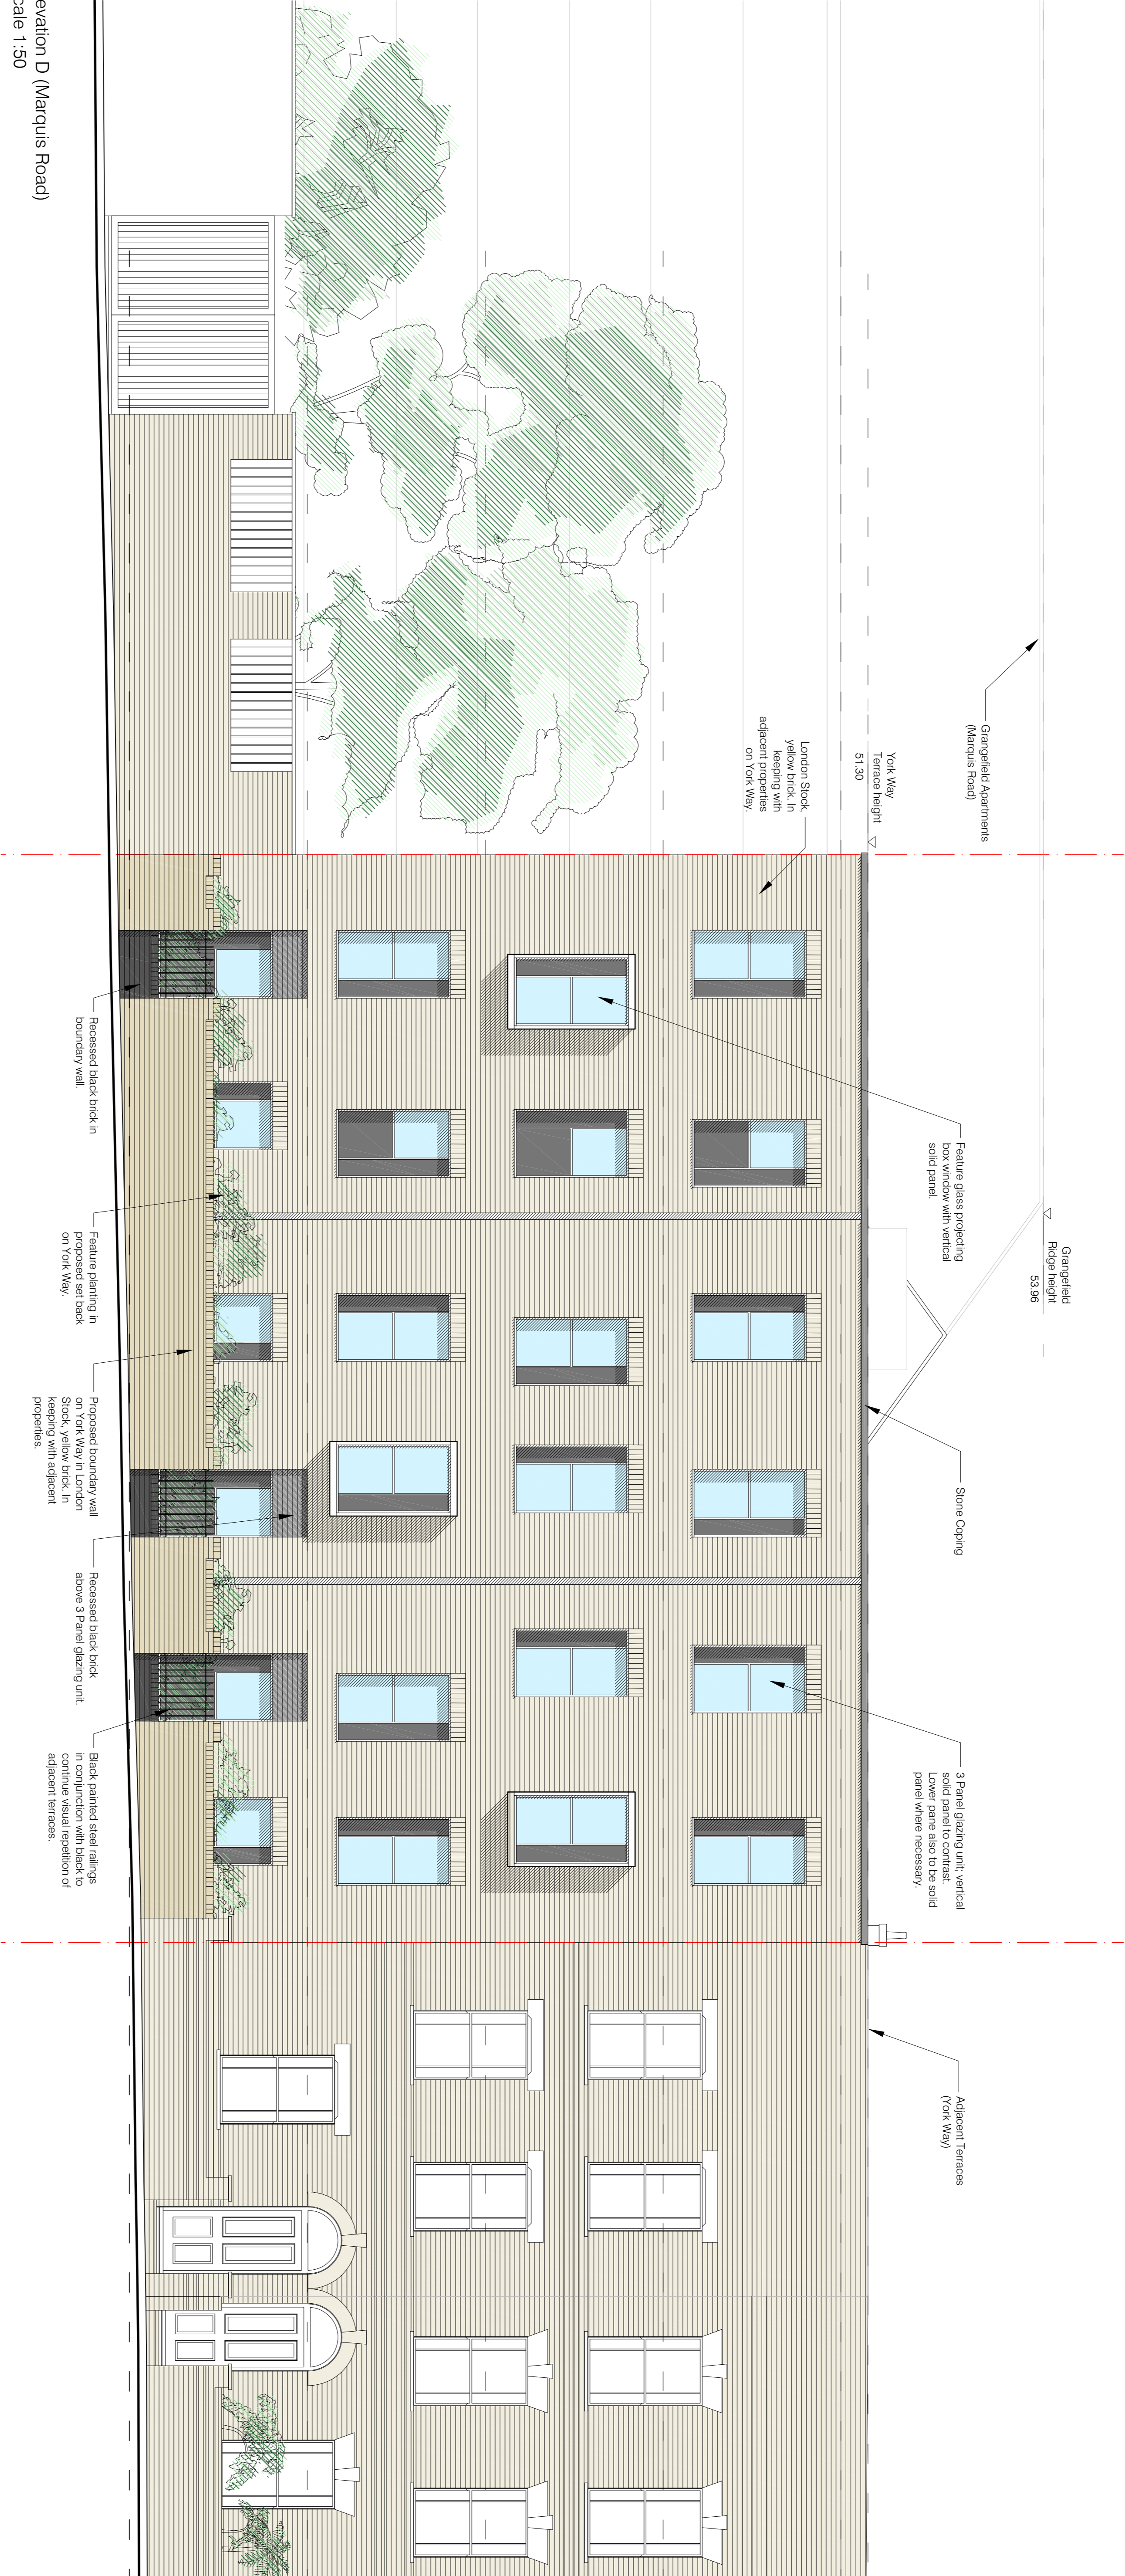 Grangefield Apartments
(Marquis Road)
York Way
Terrace height
51.30
London Stock,
yellow brick. In
keeping with
adjacent properties
on York Way.
Grangefield
Ridge height
53.96
Feature glass projecting
box window with vertical
solid panel.
Stone Coping
3 Panel glazing unit; vertical
solid panel to contrast.
Lower pane also to be solid
panel where necessary.
Adjacent Terraces
(York Way)
Recessed black brick in
boundary wall.
Feature planting in
proposed set back
on York Way.
Proposed boundary wall
on York Way in London
Stock, yellow brick. In
keeping with adjacent
properties.
Recessed black brick
above 3 Panel glazing unit.
Black painted steel railings
in conjunction with black to
continue visual repetition of
adjacent terraces.
evation D (Marquis Road)
cale 1:50